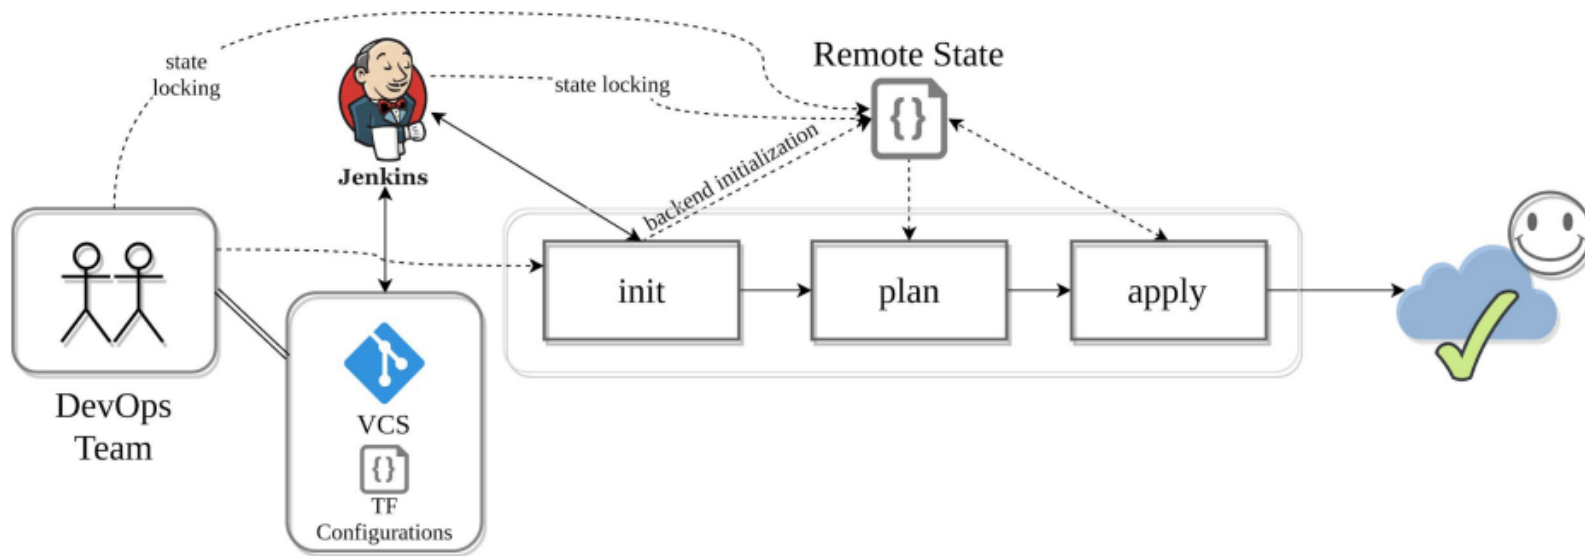 state
locking
Jenkins
state locking
Remote State
{}
backend initialization
init
plan
apply
DevOps
Team
VCS
{}
TF
Configurations